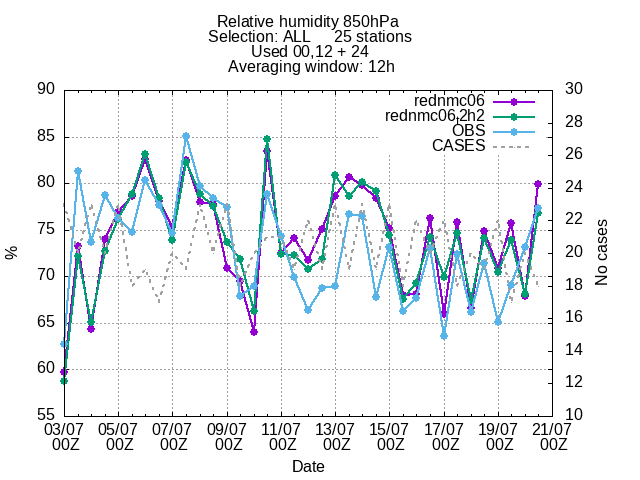 Relative humidity 850hPa
Selection: ALL 25 stations
Used 00,12 + 24
Averaging window: 12h
90 30
rednmc06
rednmc06,2h2
OBS
CASES
85 28
80 26
75 24
70 22
65 20
60 18
55 16
14
12
10
%
No cases
03/07 05/07 07/07 09/07 11/07 13/07 15/07 17/07 19/07 21/07
00Z 00Z 00Z 00Z 00Z 00Z 00Z 00Z 00Z 00Z
Date